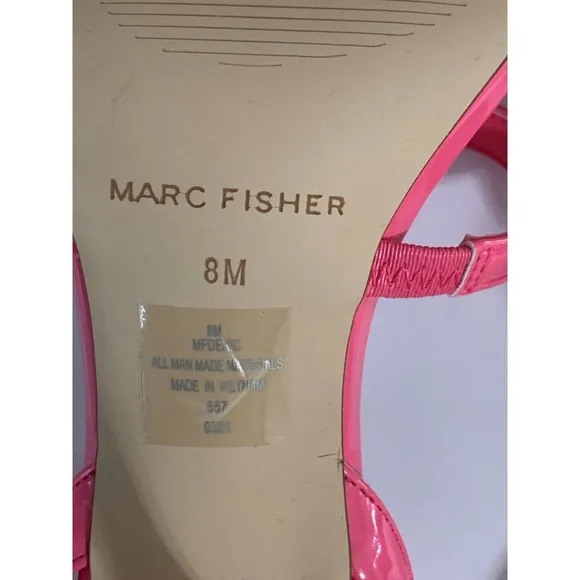 MARC FISHER
8M
8M
ALL MAN MADE MATERIALS
MADE IN VIETNAM
557